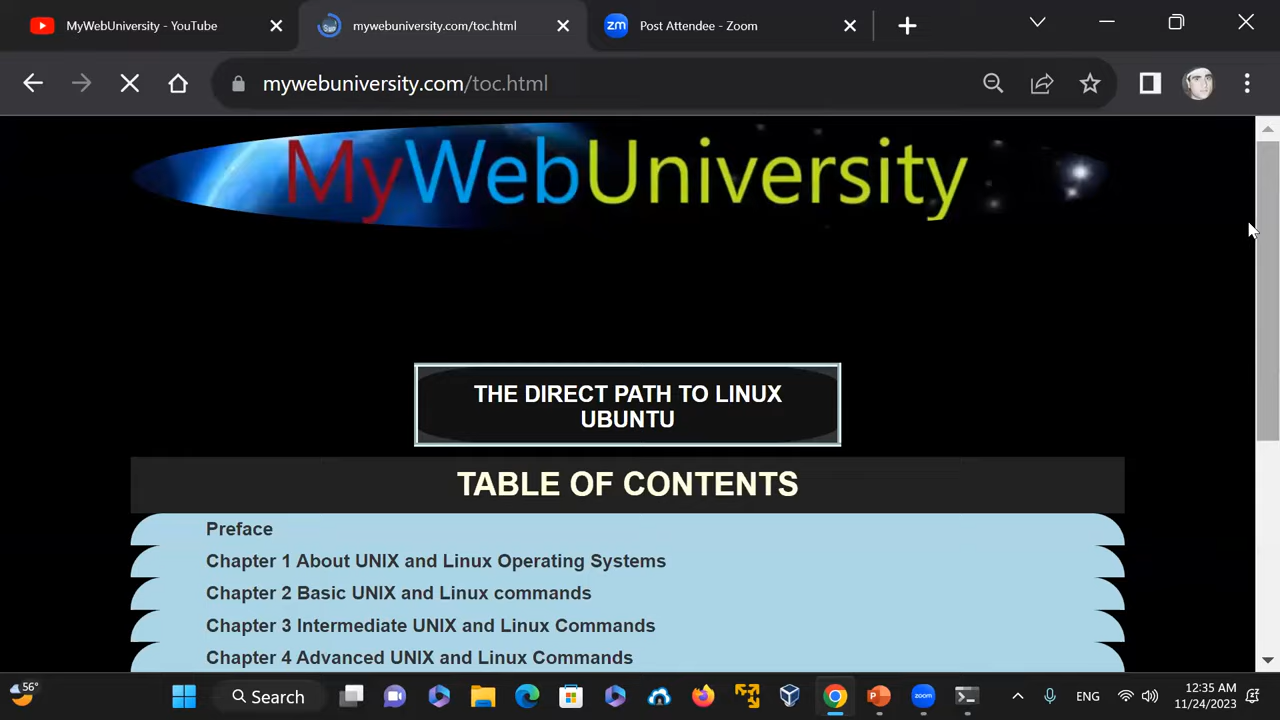 MyWebUniversity - YouTube
mywebuniversity.com/toc.html
zm
Post Attendee - Zoom
mywebuniversity.com/toc.html
MyWebUniversity
THE DIRECT PATH TO LINUX
UBUNTU
TABLE OF CONTENTS
Preface
Chapter 1 About UNIX and Linux Operating Systems
Chapter 2 Basic UNIX and Linux commands
Chapter 3 Intermediate UNIX and Linux Commands
Chapter 4 Advanced UNIX and Linux Commands
56°
Search
zoom
ENG
12:35 AM
11/24/2023